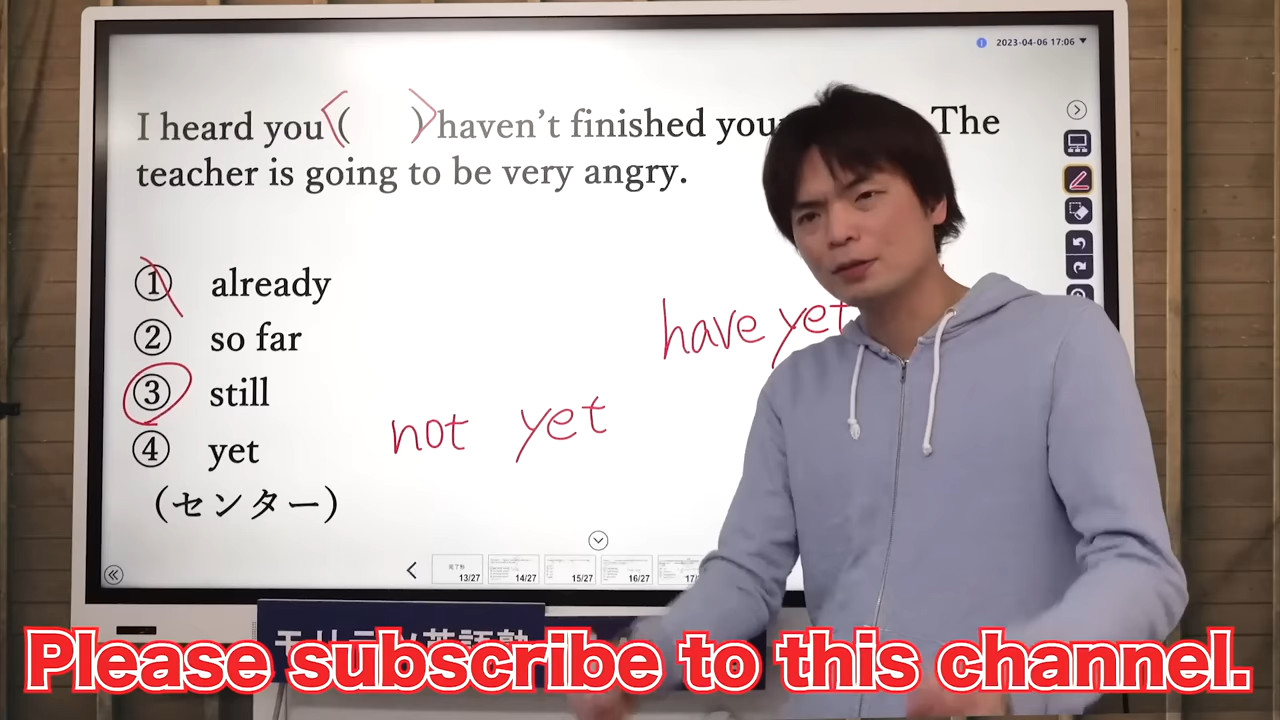 2023-04-06 17:06
I heard you ( ) haven't finished you The
teacher is going to be very angry.
① already
② so far
③ still
④ yet
(センター)
have yet
not yet
13/27 14/27 15/27 16/27 17/
Please subscribe to this channel.